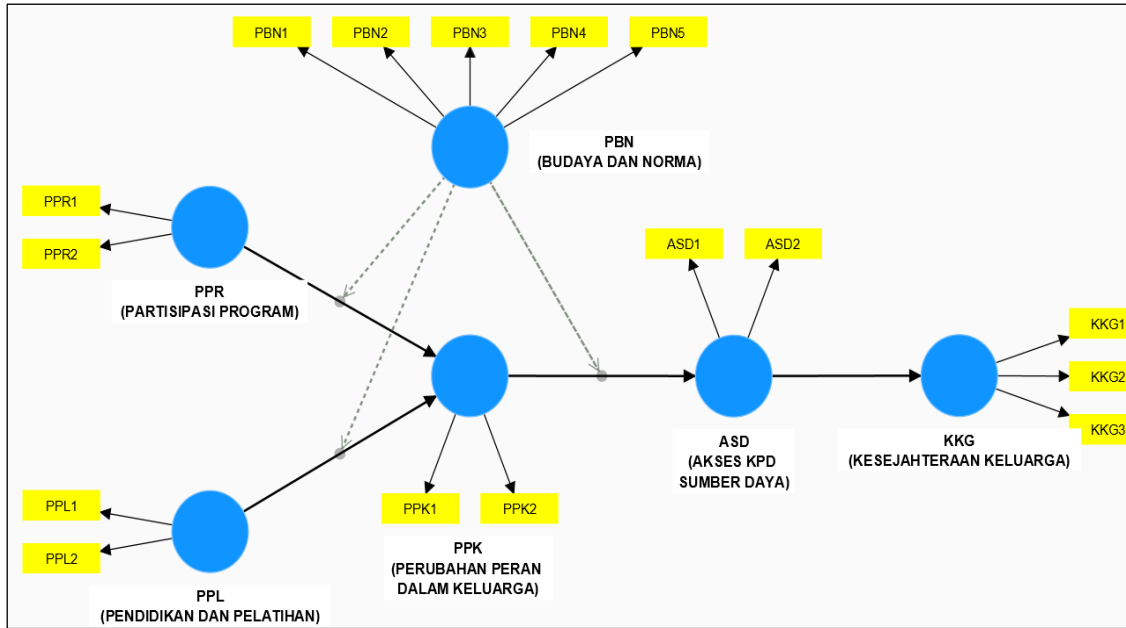 PBN1
PBN2
PBN3
PBN4
PBN5
PBN
(BUDAYA DAN NORMA)
PPR1
PPR2
PPR
(PARTISIPASI PROGRAM)
ASD1
ASD2
KKG1
KKG2
KKG3
ASD
(AKSES KPD
SUMBER DAYA)
KKG
(KESEJAHTERAAN KELUARGA)
PPL1
PPL2
PPK1
PPK2
PPK
(PERUBAHAN PERAN
DALAM KELUARGA)
PPL
(PENDIDIKAN DAN PELATIHAN)